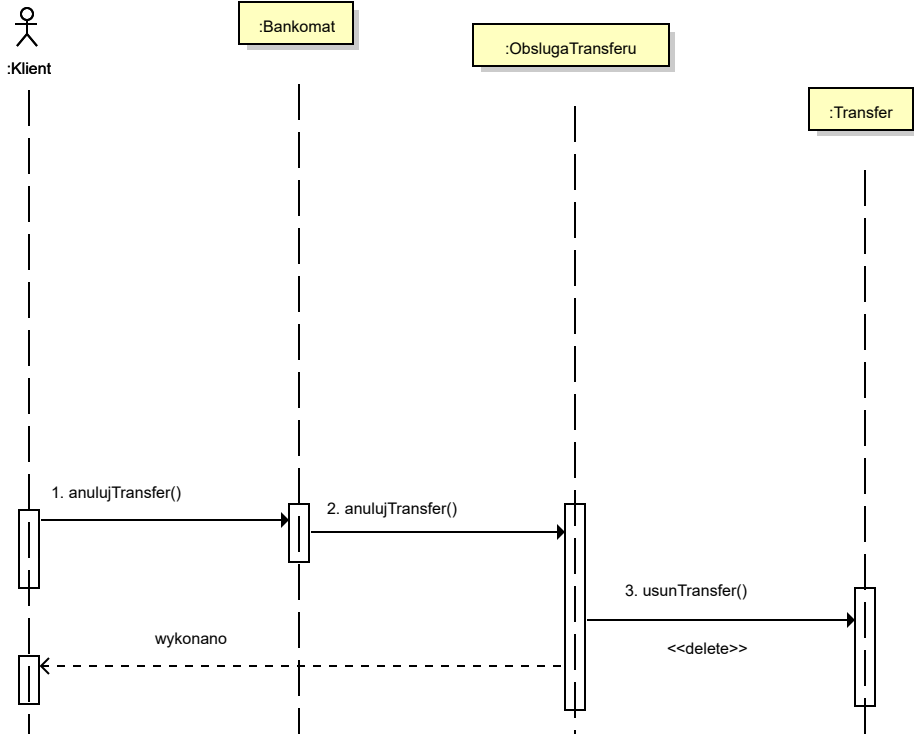 :Bankomat
:ObslugaTransferu
:Klient
:Transfer
1. anulujTransfer()
2. anulujTransfer()
3. usunTransfer()
wykonano
<<delete>>